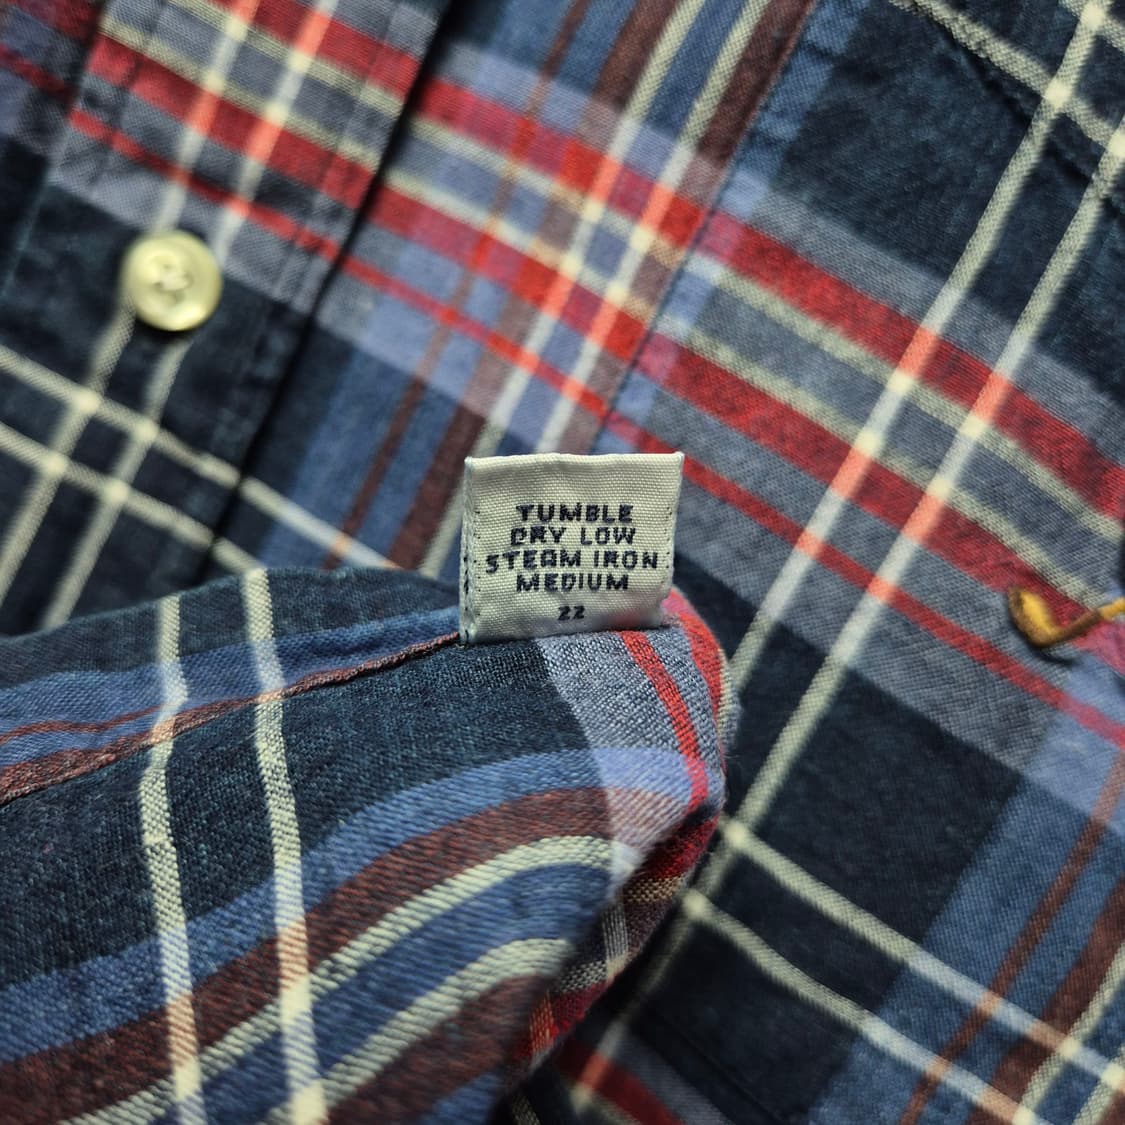 TUMBLE
DRY LOW
STEAM IRON
MEDIUM
22